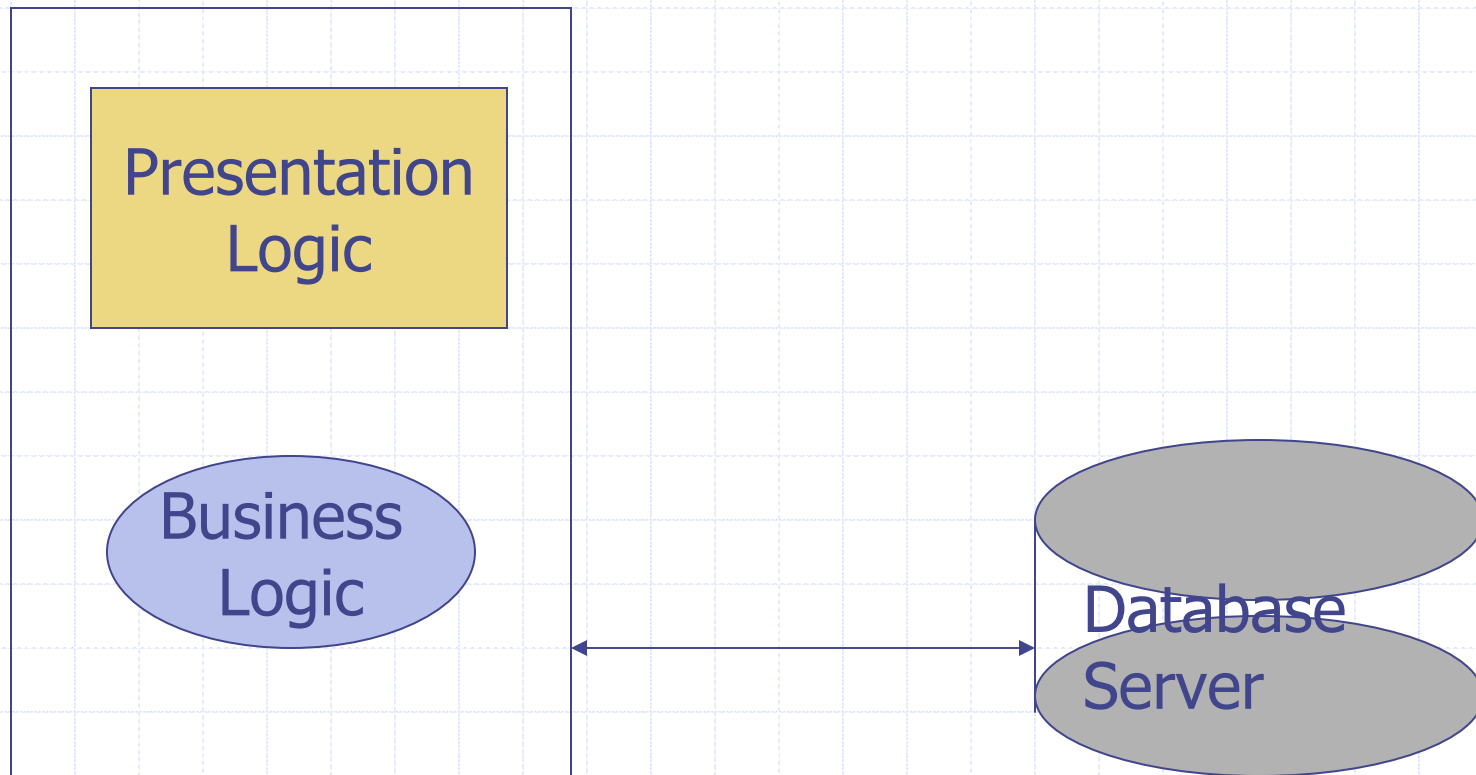 Presentation
Logic
Business
Logic
Database
Server